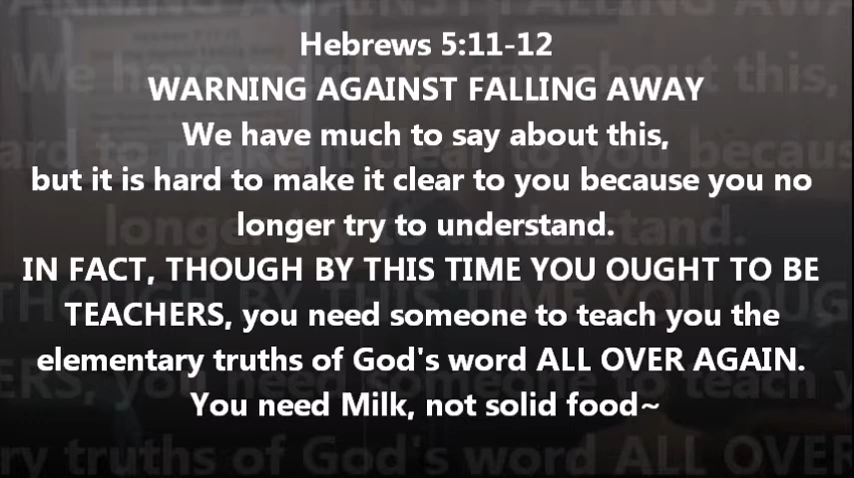 Hebrews 5:11-12
WARNING AGAINST FALLING AWAY
We have much to say about this,
but it is hard to make it clear to you because you no
longer try to understand.
IN FACT, THOUGH BY THIS TIME YOU OUGHT TO BE
TEACHERS, you need someone to teach you the
elementary truths of God's word ALL OVER AGAIN.
You need Milk, not solid food~